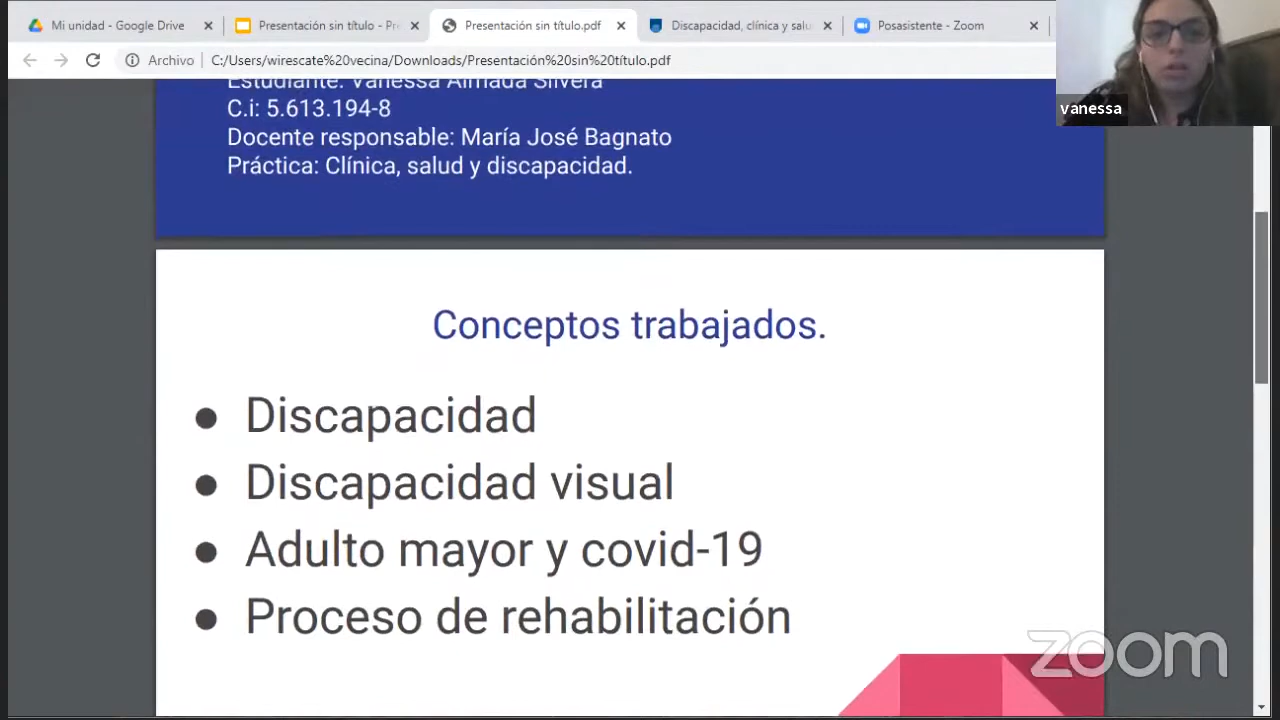 Mi unidad - Google Drive
Presentación sin título - Pre
Presentación sin título.pdf
Discapacidad, clínica y salu
Posasistente - Zoom
Archivo
C:/Users/wirescate%20vecina/Downloads/Presentación%20sin%20título.pdf
vanessa
Estudiante: Vanessa Almada Silvera
C.i: 5.613.194-8
Docente responsable: María José Bagnato
Práctica: Clínica, salud y discapacidad.
Conceptos trabajados.
● Discapacidad
● Discapacidad visual
● Adulto mayor y covid-19
● Proceso de rehabilitación
zoom